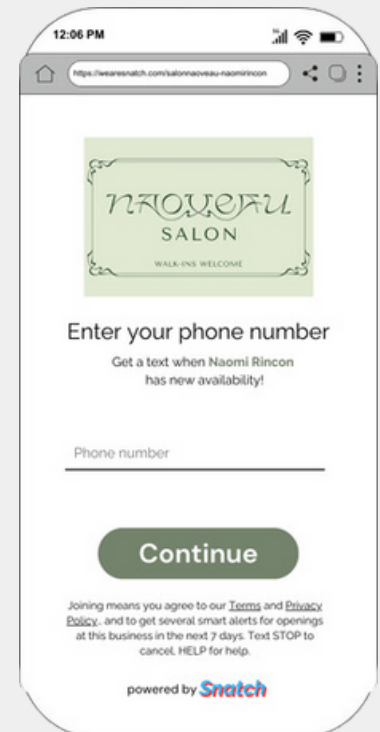 12:06 PM
https://wearesnatch.com/salonnaoveau-naomirincon
NAOVEAU
SALON
WALK-INS WELCOME
Enter your phone number
Get a text when Naomi Rincon
has new availability!
Phone number
Continue
Joining means you agree to our Terms and Privacy
Policy., and to get several smart alerts for openings
at this business in the next 7 days. Text STOP to
cancel, HELP for help.
powered by Snatch